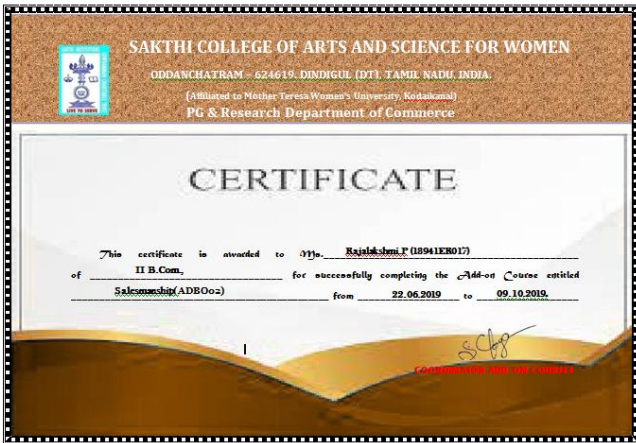 SAKTHI COLLEGE OF ARTS AND SCIENCE FOR WOMEN
ODDANCHATRAM – 624619. DINDIGUL (DT), TAMIL NADU, INDIA.
(Affiliated to Mother Teresa Women's University, Kodaikanal)
PG & Research Department of Commerce
CERTIFICATE
This certificate is awarded to Ms. Rajalakshmi.P (18941ER017)
of II B.Com., for successfully completing the Add-on Course entitled
Salesmanship(ADBO02) from 22.06.2019 to 09.10.2019.
COORDINATOR ADD-ON COURSE